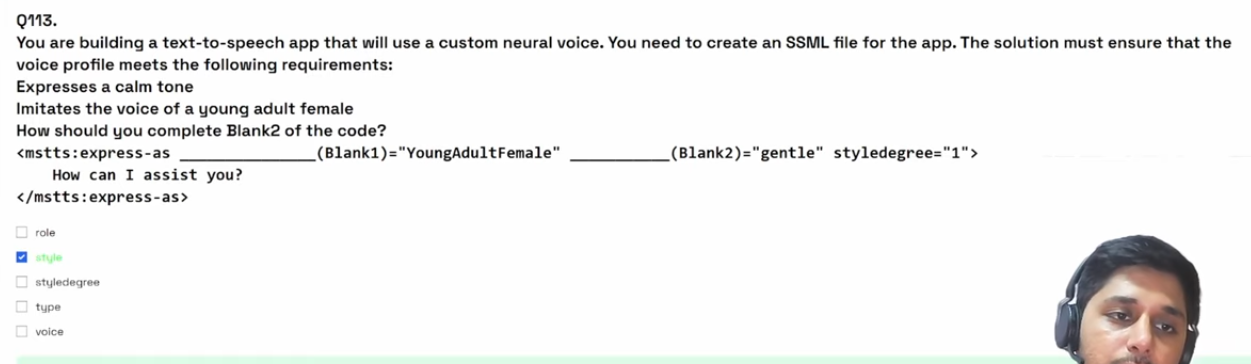 Q113.
You are building a text-to-speech app that will use a custom neural voice. You need to create an SSML file for the app. The solution must ensure that the
voice profile meets the following requirements:
Expresses a calm tone
Imitates the voice of a young adult female
How should you complete Blank2 of the code?
<mstts:express-as _______________(Blank1)="YoungAdultFemale" ___________(Blank2)="gentle" styledegree="1">
How can I assist you?
</mstts:express-as>
role
style
styledegree
type
voice